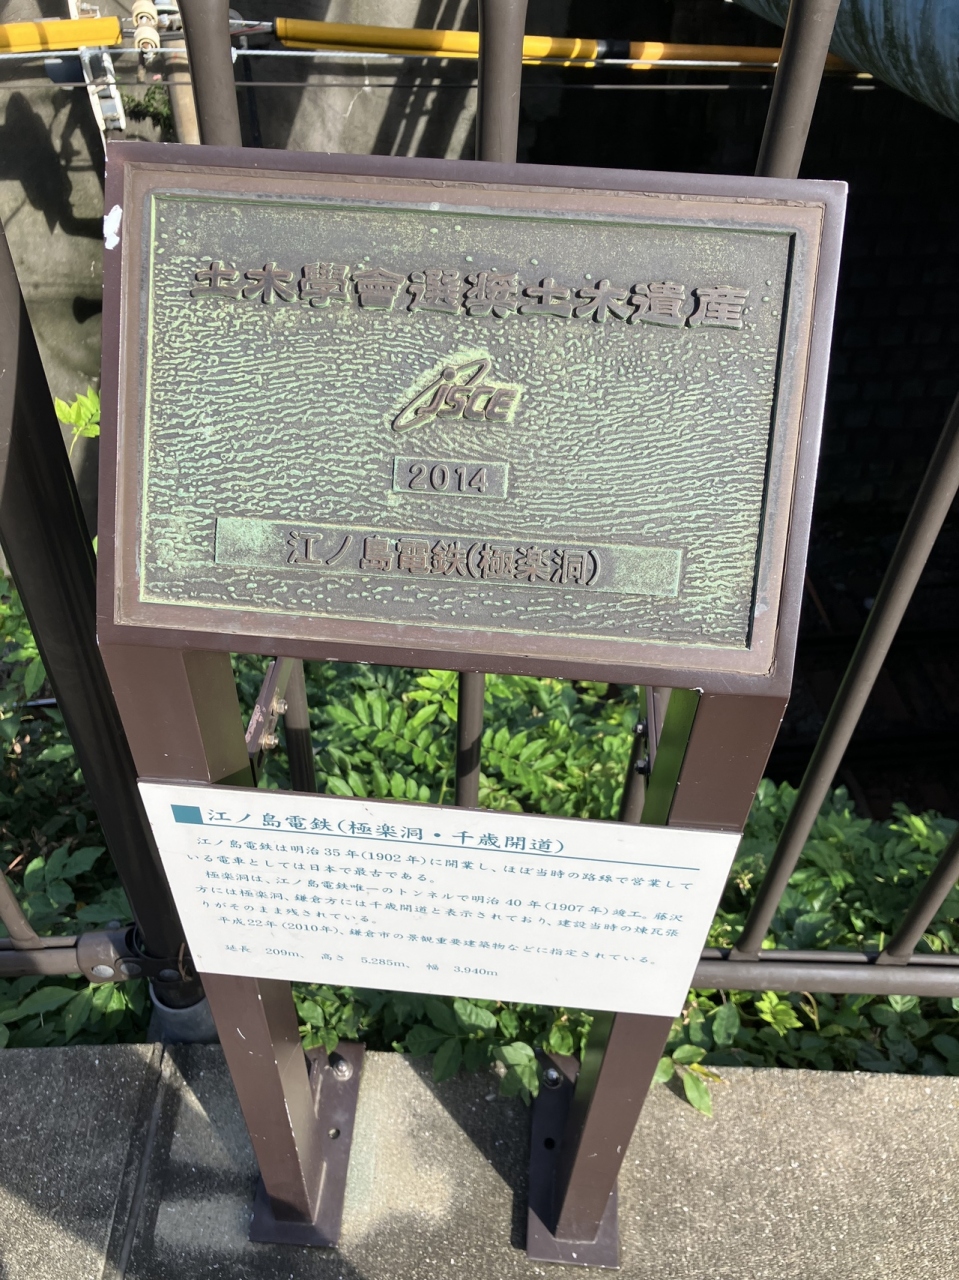 土木學會選奬土木遺産
JSCE
2014
江ノ島電鉄(極楽洞)
■江ノ島電鉄(極楽洞・千歳開道)
江ノ島電鉄は明治35年(1902年)に開業し、ほぼ当時の路線で営業して
いる電車としては日本で最古である。
極楽洞は、江ノ島電鉄唯一のトンネルで明治40年(1907年)竣工。藤沢
方には極楽洞、鎌倉方には千歳開道と表示されており、建設当時の煉瓦張
りがそのまま残されている。
平成22年(2010年)、鎌倉市の景観重要建築物などに指定されている。
延長 209m、 高さ 5.285m、 幅 3.940m